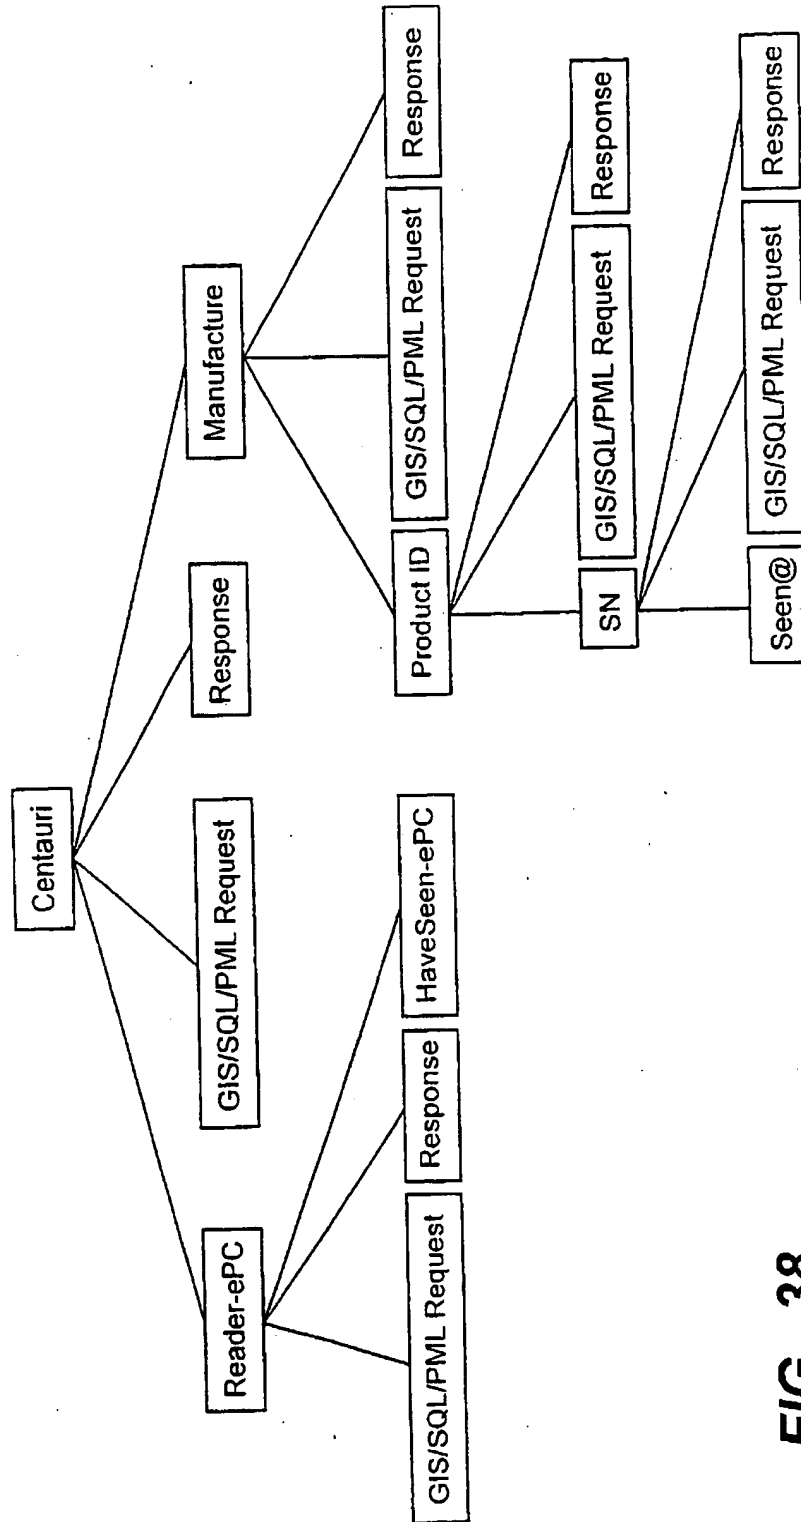 Centauri
Reader-ePC
GIS/SQL/PML Request
Response
Manufacture
GIS/SQL/PML Request
Response
HaveSeen-ePC
Product ID
GIS/SQL/PML Request
Response
SN
GIS/SQL/PML Request
Response
Seen@
GIS/SQL/PML Request
Response
FIG. 38